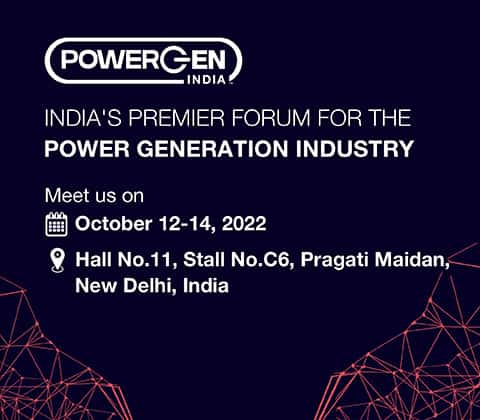 POWERGEN
INDIA™
INDIA'S PREMIER FORUM FOR THE
POWER GENERATION INDUSTRY
Meet us on
October 12-14, 2022
Hall No.11, Stall No.C6, Pragati Maidan,
New Delhi, India